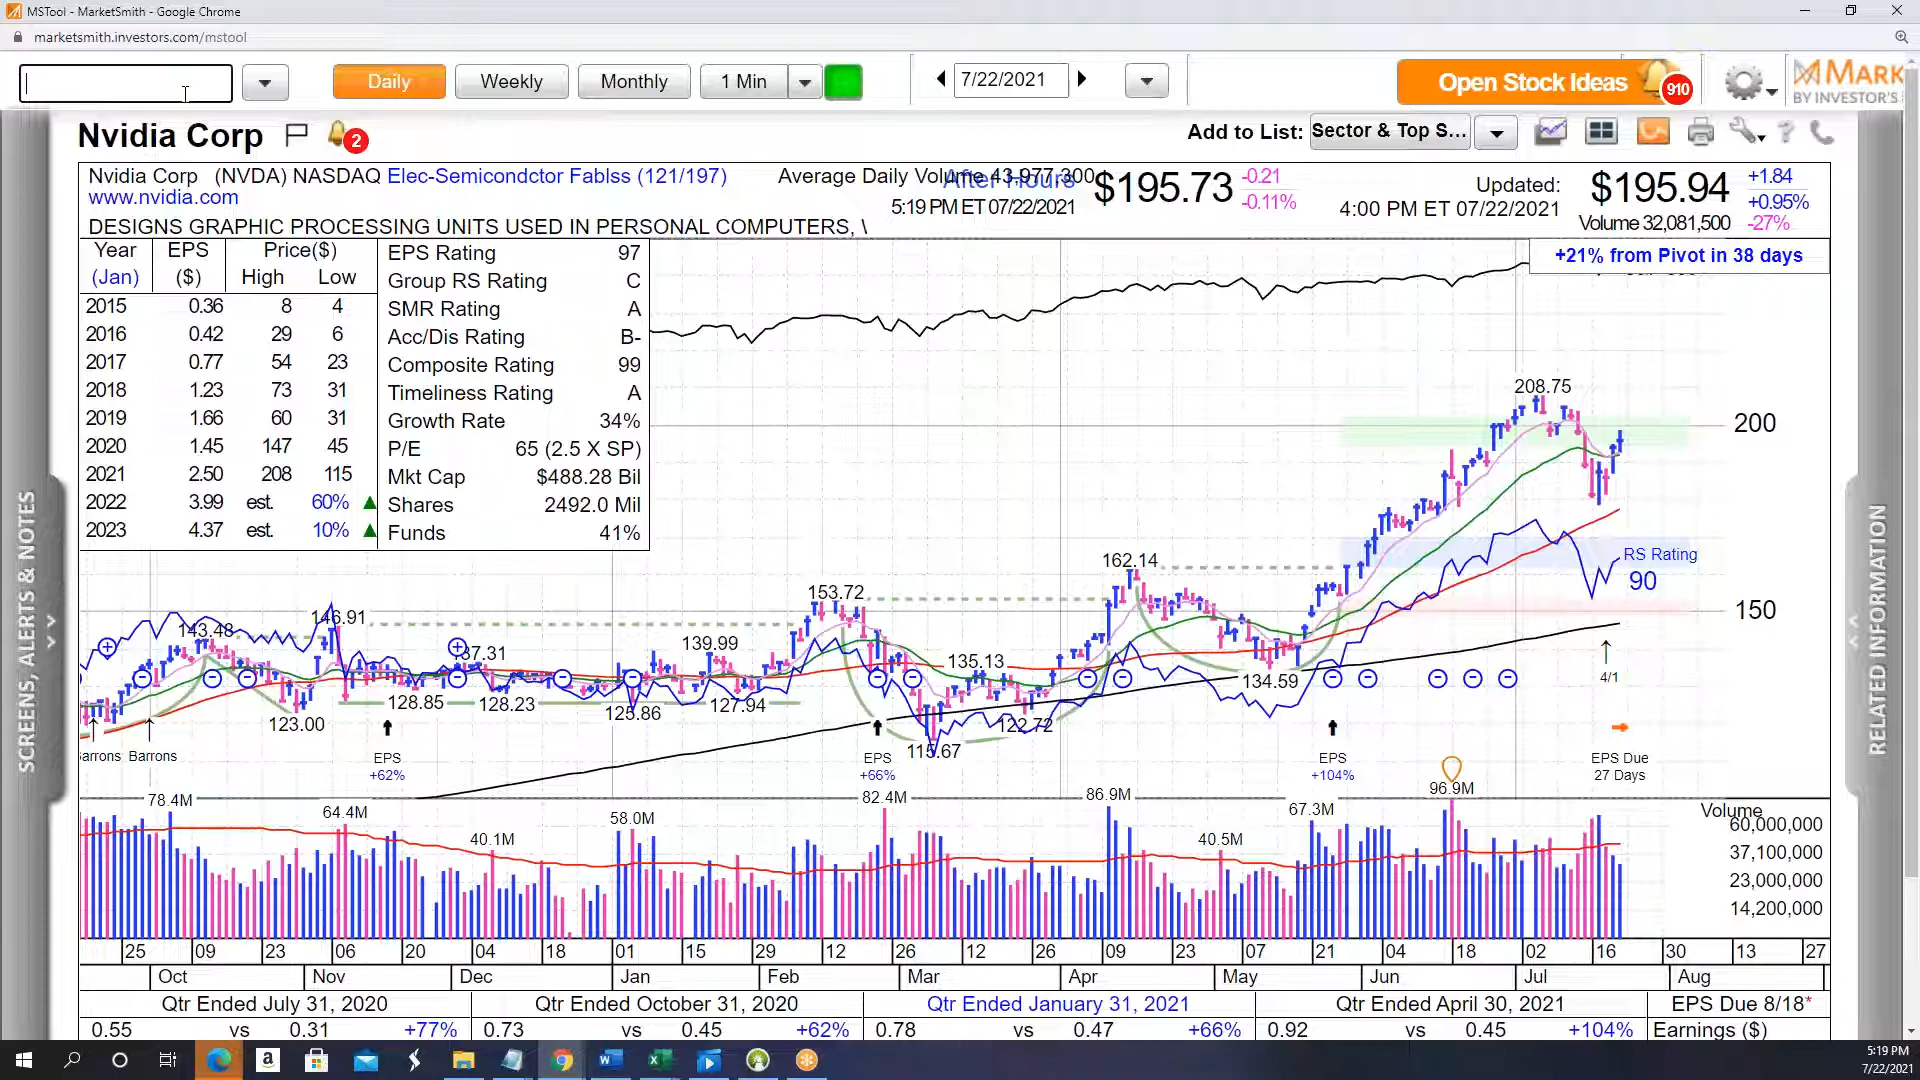 MSTool - MarketSmith - Google Chrome
marketsmith.investors.com/mstool
Daily Weekly Monthly 1 Min 7/22/2021 Open Stock Ideas 910 MARK
BY INVESTOR'S
Nvidia Corp 2 Add to List: Sector & Top S...
Nvidia Corp (NVDA) NASDAQ Elec-Semicondctor Fablss (121/197) Average Daily Volume 43,977,300
After Hours $195.73 -0.21
-0.11%
5:19 PM ET 07/22/2021
Updated: $195.94 +1.84
4:00 PM ET 07/22/2021 +0.95%
Volume 32,081,500 -27%
www.nvidia.com
DESIGNS GRAPHIC PROCESSING UNITS USED IN PERSONAL COMPUTERS, \
+21% from Pivot in 38 days
Year EPS Price($)
(Jan) ($) High Low
2015 0.36 8 4
2016 0.42 29 6
2017 0.77 54 23
2018 1.23 73 31
2019 1.66 60 31
2020 1.45 147 45
2021 2.50 208 115
2022 3.99 est. 60%
2023 4.37 est. 10%
EPS Rating 97
Group RS Rating C
SMR Rating A
Acc/Dis Rating B-
Composite Rating 99
Timeliness Rating A
Growth Rate 34%
P/E 65 (2.5 X SP)
Mkt Cap $488.28 Bil
Shares 2492.0 Mil
Funds 41%
208.75
200
RS Rating
90
162.14
153.72
150
146.91
143.48
139.99
137.31
135.13
134.59
128.85
128.23
127.94
125.86
123.00
122.72
115.67
4/1
Barrons Barrons
EPS
+62%
EPS
+66%
EPS
+104%
EPS Due
27 Days
78.4M
64.4M
40.1M
58.0M
82.4M
86.9M
40.5M
67.3M
96.9M
Volume
60,000,000
37,100,000
23,000,000
14,200,000
25 09 23 06 20 04 18 01 15 29 12 26 12 26 09 23 07 21 04 18 02 16 30 13 27
Oct Nov Dec Jan Feb Mar Apr May Jun Jul Aug
Qtr Ended July 31, 2020 Qtr Ended October 31, 2020 Qtr Ended January 31, 2021 Qtr Ended April 30, 2021 EPS Due 8/18*
0.55 vs 0.31 +77% 0.73 vs 0.45 +62% 0.78 vs 0.47 +66% 0.92 vs 0.45 +104% Earnings ($)
SCREENS, ALERTS & NOTES
RELATED INFORMATION
5:19 PM
7/22/2021